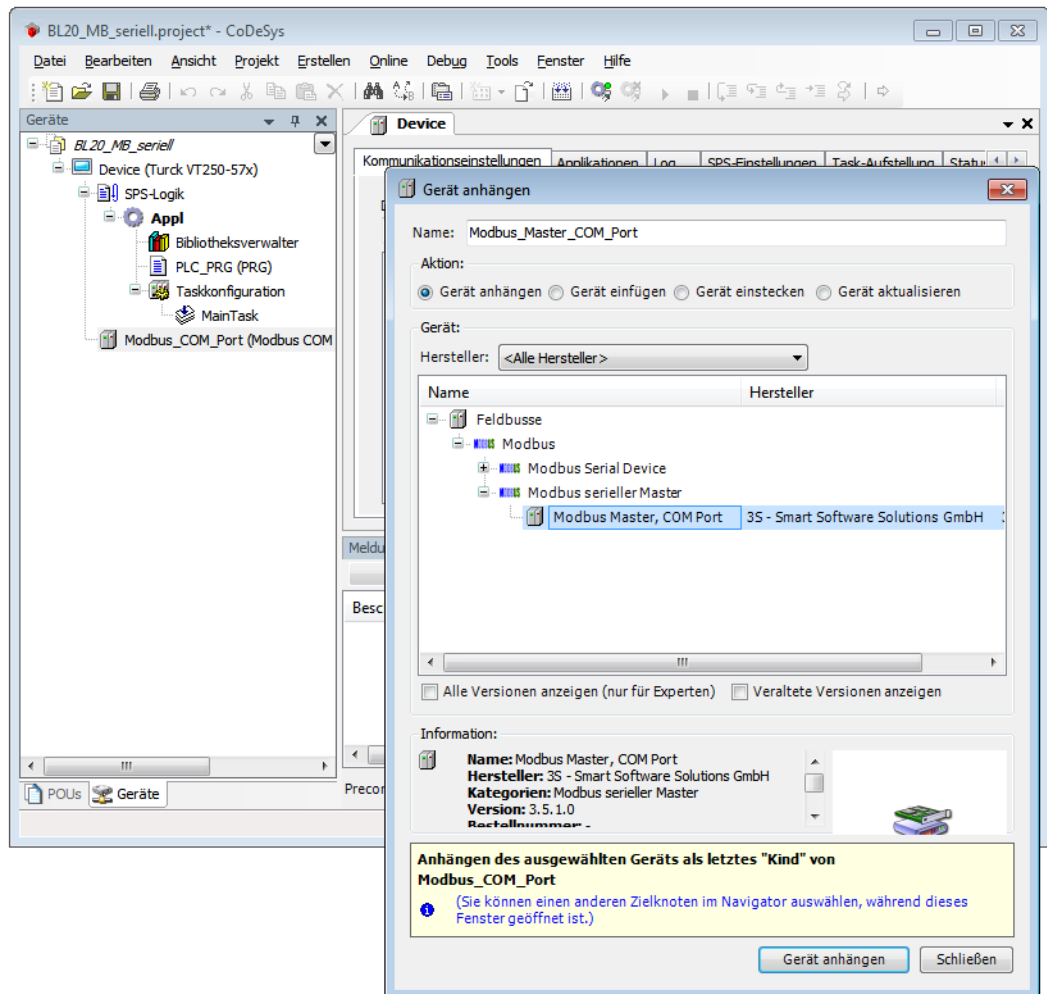 BL20_MB_seriell.project* - CoDeSys
Datei Bearbeiten Ansicht Projekt Erstellen Online Debug Tools Fenster Hilfe
Geräte
BL20_MB_seriell
Device (Turck VT250-57x)
SPS-Logik
Appl
Bibliotheksverwalter
PLC_PRG (PRG)
Taskkonfiguration
MainTask
Modbus_COM_Port (Modbus COM
POUs Geräte
Device
Kommunikationseinstellungen Applikationen Log SPS-Einstellungen Task-Aufstellung Statu
Meldu
Besc
Precor
Gerät anhängen
Name: Modbus_Master_COM_Port
Aktion:
Gerät anhängen Gerät einfügen Gerät einstecken Gerät aktualisieren
Gerät:
Hersteller: <Alle Hersteller>
Name Hersteller
Feldbusse
Modbus
Modbus Serial Device
Modbus serieller Master
Modbus Master, COM Port 3S - Smart Software Solutions GmbH
Alle Versionen anzeigen (nur für Experten) Veraltete Versionen anzeigen
Information:
Name: Modbus Master, COM Port
Hersteller: 3S - Smart Software Solutions GmbH
Kategorien: Modbus serieller Master
Version: 3.5.1.0
Bestellnummer: -
Anhängen des ausgewählten Geräts als letztes "Kind" von
Modbus_COM_Port
(Sie können einen anderen Zielknoten im Navigator auswählen, während dieses
Fenster geöffnet ist.)
Gerät anhängen Schließen